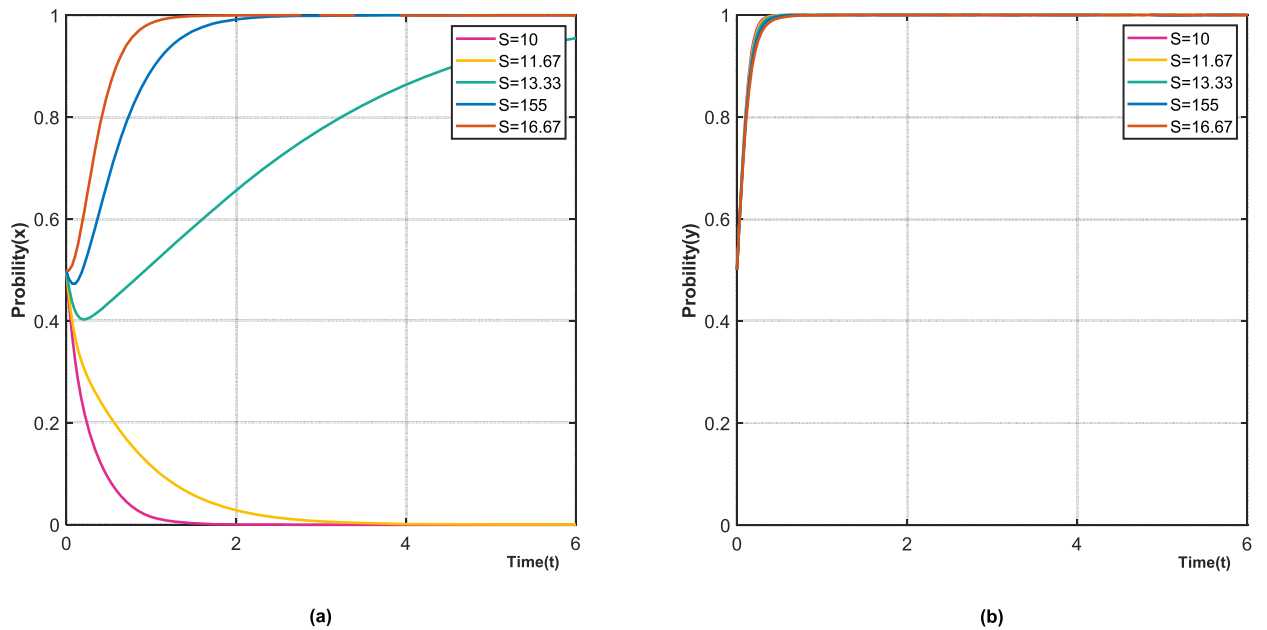 1
0.8
0.6
0.4
0.2
0
0
2
4
6
Probility(x)
Time(t)
S=10
S=11.67
S=13.33
S=155
S=16.67
(a)
1
0.8
0.6
0.4
0.2
0
0
2
4
6
Probility(y)
Time(t)
S=10
S=11.67
S=13.33
S=155
S=16.67
(b)